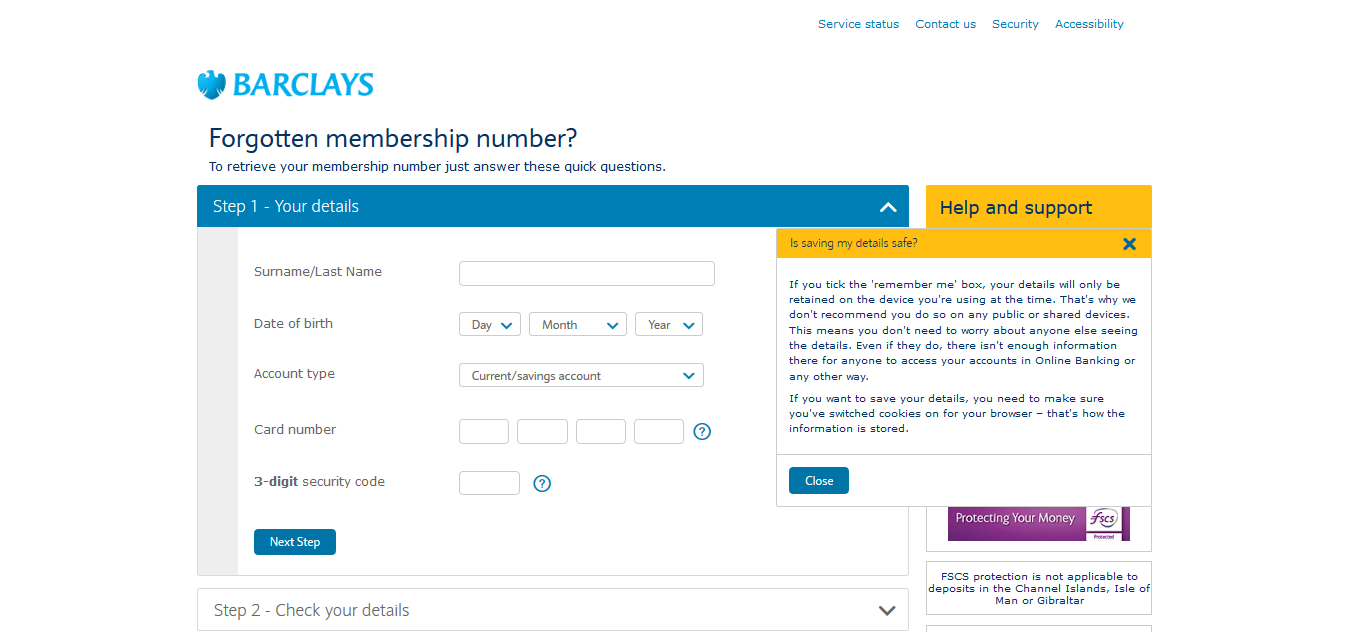 Service status Contact us Security Accessibility
BARCLAYS
Forgotten membership number?
To retrieve your membership number just answer these quick questions.
Step 1 - Your details
Surname/Last Name
Date of birth
Day Month Year
Account type
Current/savings account
Card number
?
3-digit security code
?
Next Step
Step 2 - Check your details
Help and support
Is saving my details safe?
If you tick the 'remember me' box, your details will only be
retained on the device you're using at the time. That's why we
don't recommend you do so on any public or shared devices.
This means you don't need to worry about anyone else seeing
the details. Even if they do, there isn't enough information
there for anyone to access your accounts in Online Banking or
any other way.
If you want to save your details, you need to make sure
you've switched cookies on for your browser – that's how the
information is stored.
Close
Protecting Your Money
fscs
Protected
FSCS protection is not applicable to
deposits in the Channel Islands, Isle of
Man or Gibraltar